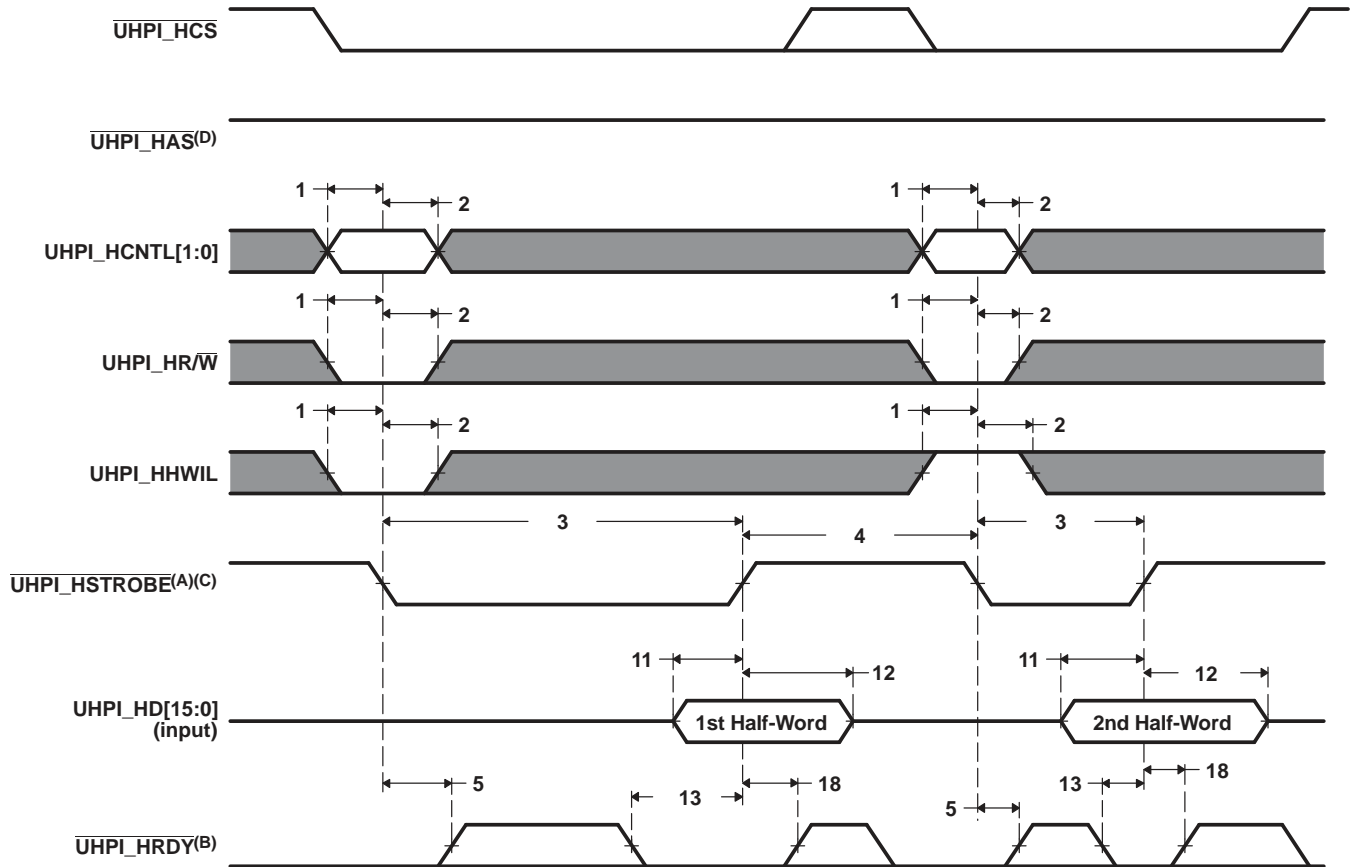 UHPI_HCS
UHPI_HAS(D)
1 2 1 2
UHPI_HCNTL[1:0]
1 2 1 2
UHPI_HR/W
1 2 1 2
UHPI_HHWIL
3 4 3
UHPI_HSTROBE(A)(C)
11 12 11 12
UHPI_HD[15:0]
(input)
1st Half-Word 2nd Half-Word
5 13 18 5 13 18
UHPI_HRDY(B)